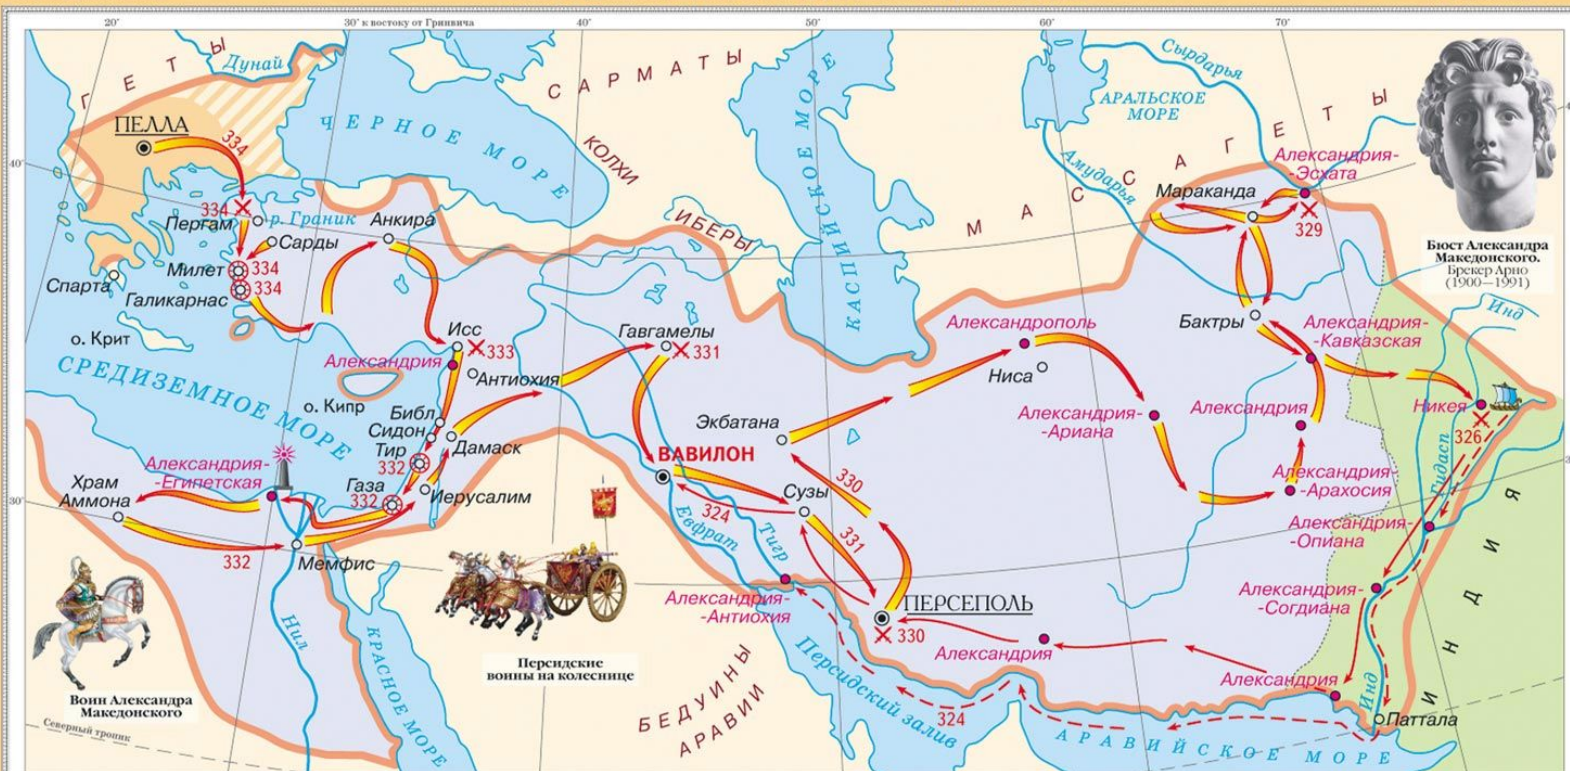 20°
30° к востоку от Гринвича
40°
50°
60°
70°
ГЕТЫ
Дунай
САРМАТЫ
Сырдарья
АРАЛЬСКОЕ
МОРЕ
ПЕЛЛА
334
ЧЕРНОЕ МОРЕ
КОЛХИ
КАСПИЙСКОЕ МОРЕ
Амударья
МАССАГЕТЫ
Александрия-
-Эсхата
Мараканда
329
40°
334
Пергам
р. Граник
Анкира
ИБЕРЫ
Сарды
Милет
334
334
Галикарнас
Спарта
о. Крит
Бюст Александра
Македонского.
Брекер Арно
(1900—1991)
Инд
Исс
333
Александрия
Антиохия
Гавгамелы
331
Александрополь
Ниса
Бактры
Александрия-
-Кавказская
СРЕДИЗЕМНОЕ МОРЕ
о. Кипр
Библ
Сидон
Тир
332
Дамаск
Экбатана
Александрия-
-Ариана
Александрия
Никея
326
Гидасп
Александрия-
-Египетская
Храм
Аммона
30°
Газа
332
Иерусалим
ВАВИЛОН
Сузы
330
324
331
Евфрат
Тигр
Александрия-
-Арахосия
Александрия-
-Опиана
332
Мемфис
Нил
КРАСНОЕ МОРЕ
Александрия-
-Антиохия
ПЕРСЕПОЛЬ
330
Александрия
Александрия-
-Согдиана
ИНДИЯ
Воин Александра
Македонского
Персидские
воины на колеснице
БЕДУИНЫ
АРАВИИ
Персидский залив
324
Александрия
Инд
Паттала
АРАВИЙСКОЕ МОРЕ
Северный тропик